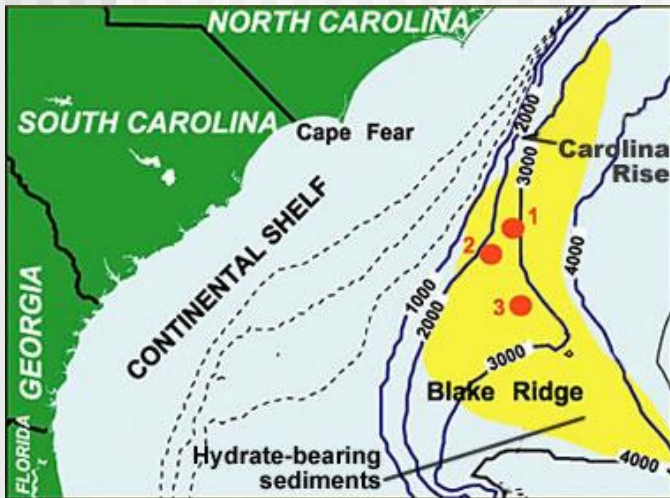 NORTH CAROLINA
SOUTH CAROLINA
Cape Fear
2000
Carolina
Rise
3000
CONTINENTAL SHELF
1
2
4000
GEORGIA
1000
2000
3
3000
Blake Ridge
FLORIDA
Hydrate-bearing
sediments
4000